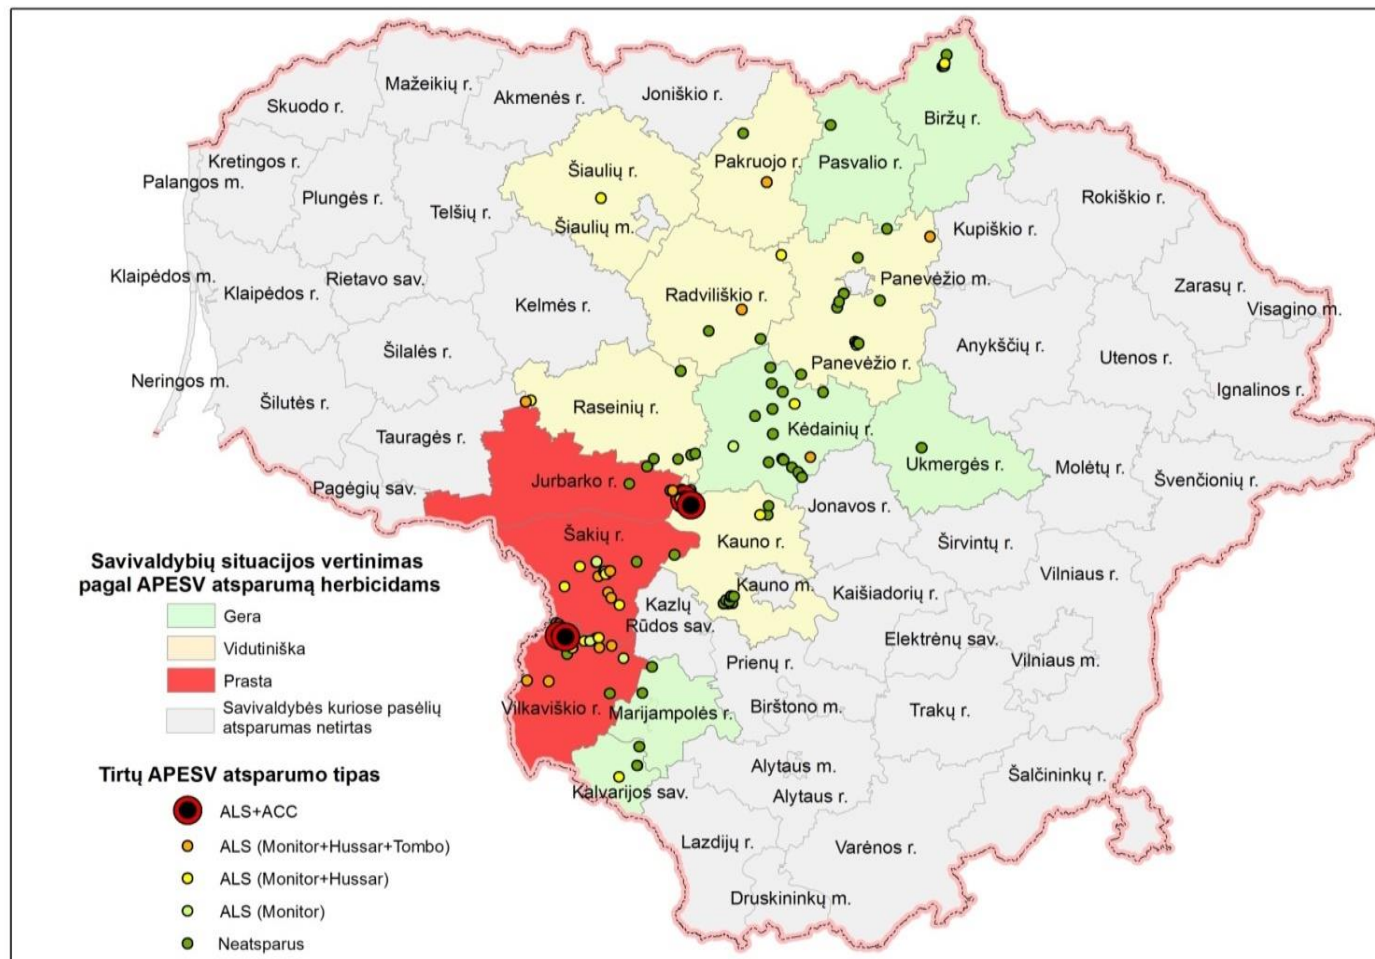 Mažeikių r.
Akmenės r.
Joniškio r.
Skuodo r.
Biržų r.
Kretingos r.
Palangos m.
Šiaulių r.
Pakruojo r.
Pasvalio r.
Plungės r.
Telšių r.
Rokiškio r.
Šiaulių m.
Kupiškio r.
Klaipėdos m.
Klaipėdos r.
Rietavo sav.
Panevėžio m.
Zarasų r.
Kelmės r.
Radviliškio r.
Visagino m.
Šilalės r.
Anykščių r.
Utenos r.
Panevėžio r.
Neringos m.
Šilutės r.
Raseinių r.
Ignalinos r.
Tauragės r.
Kėdainių r.
Ukmergės r.
Molėtų r.
Pagėgių sav.
Jurbarko r.
Švenčionių r.
Jonavos r.
Šakių r.
Kauno r.
Širvintų r.
Vilniaus r.
Kauno m.
Kaišiadorių r.
Kazlų
Rūdos sav.
Elektrėnų sav.
Prienų r.
Vilniaus m.
Vilkaviškio r.
Marijampolės r.
Birštono m.
Trakų r.
Alytaus m.
Šalčininkų r.
Kalvarijos sav.
Alytaus r.
Lazdijų r.
Varėnos r.
Druskininkų m.
Savivaldybių situacijos vertinimas
pagal APESV atsparumą herbicidams
Gera
Vidutiniška
Prasta
Savivaldybės kuriose pasėlių
atsparumas netirtas
Tirtų APESV atsparumo tipas
ALS+ACC
ALS (Monitor+Hussar+Tombo)
ALS (Monitor+Hussar)
ALS (Monitor)
Neatsparus